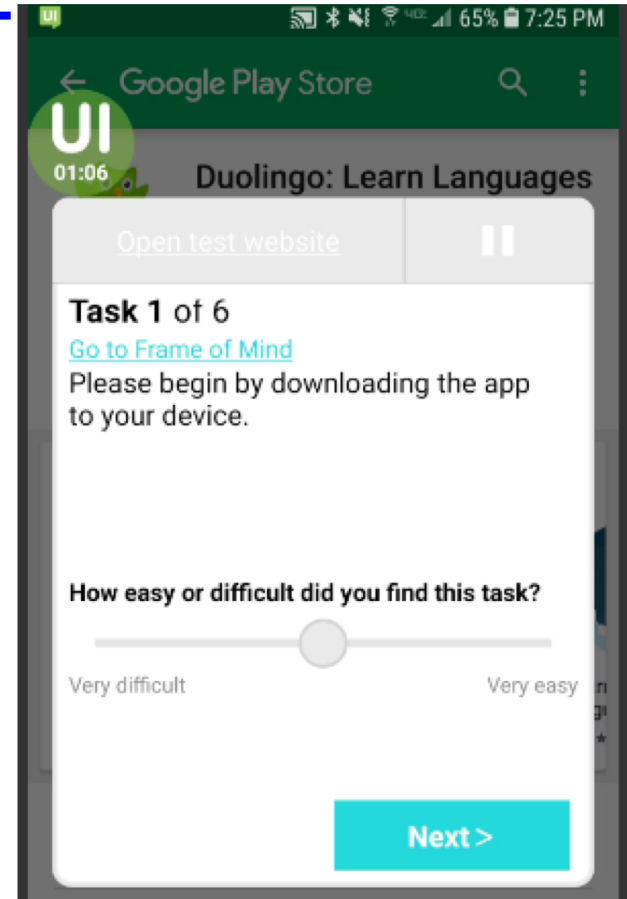 UI
65% 7:25 PM
Google Play Store
UI
01:06
Duolingo: Learn Languages
Open test website
Task 1 of 6
Go to Frame of Mind
Please begin by downloading the app
to your device.
How easy or difficult did you find this task?
Very difficult
Very easy
Next >